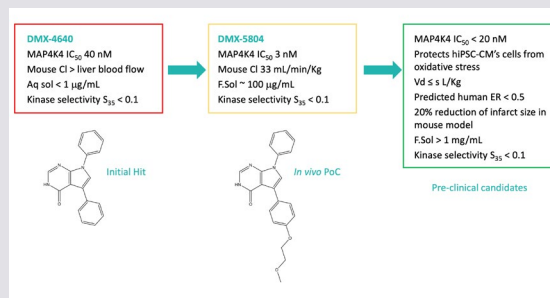 DMX-4640
MAP4K4 IC50 40 nM
Mouse Cl > liver blood flow
Aq sol < 1 µg/mL
Kinase selectivity S35 < 0.1
Initial Hit
N
N
HN
N
O
DMX-5804
MAP4K4 IC50 3 nM
Mouse Cl 33 mL/min/Kg
F.Sol ~ 100 µg/mL
Kinase selectivity S35 < 0.1
In vivo PoC
N
N
HN
N
O
O
O
MAP4K4 IC50 < 20 nM
Protects hiPSC-CM's cells from
oxidative stress
Vd ≤ s L/Kg
Predicted human ER < 0.5
20% reduction of infarct size in
mouse model
F.Sol > 1 mg/mL
Kinase selectivity S35 < 0.1
Pre-clinical candidates